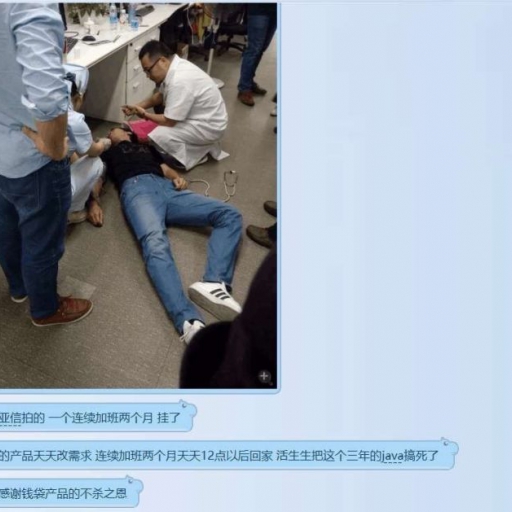 亚信拍的 一个连续加班两个月 挂了
的产品天天改需求 连续加班两个月天天12点以后回家 活生生把这个三年的java搞死了
感谢钱袋产品的不杀之恩